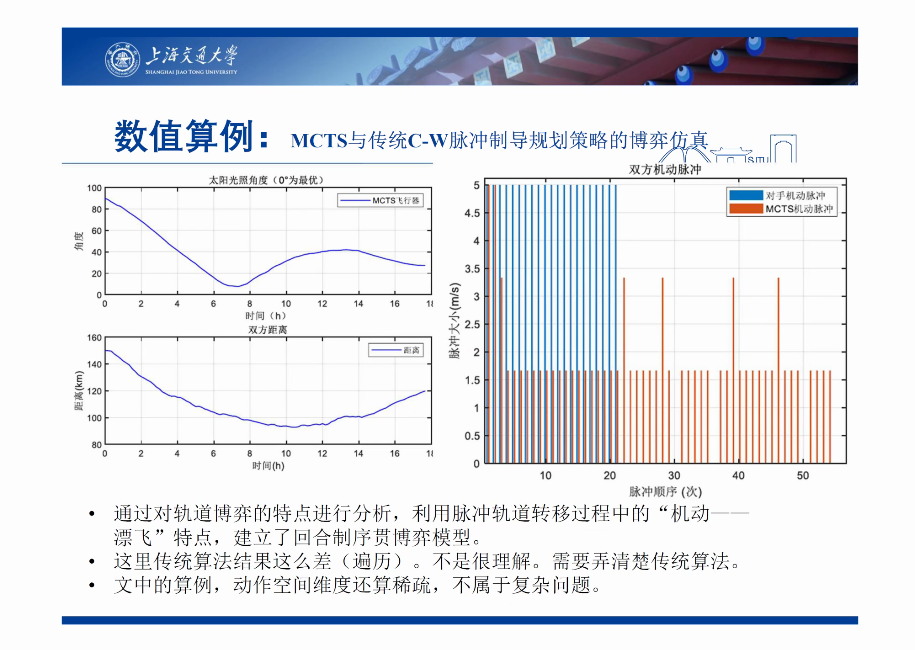 上海交通大学
SHANGHAI JIAO TONG UNIVERSITY
数值算例：MCTS与传统C-W脉冲制导规划策略的博弈仿真
SJTU
太阳光照角度（0°为最优）
MCTS飞行器
角度
100
80
60
40
20
0
0 2 4 6 8 10 12 14 16 18
时间（h）
双方距离
距离
距离(km)
160
140
120
100
80
0 2 4 6 8 10 12 14 16 18
时间(h)
双方机动脉冲
对手机动脉冲
MCTS机动脉冲
脉冲大小(m/s)
5
4.5
4
3.5
3
2.5
2
1.5
1
0.5
0
10 20 30 40 50
脉冲顺序 (次)
• 通过对轨道博弈的特点进行分析，利用脉冲轨道转移过程中的“机动——
漂飞”特点，建立了回合制序贯博弈模型。
• 这里传统算法结果这么差（遍历）。不是很理解。需要弄清楚传统算法。
• 文中的算例，动作空间维度还算稀疏，不属于复杂问题。